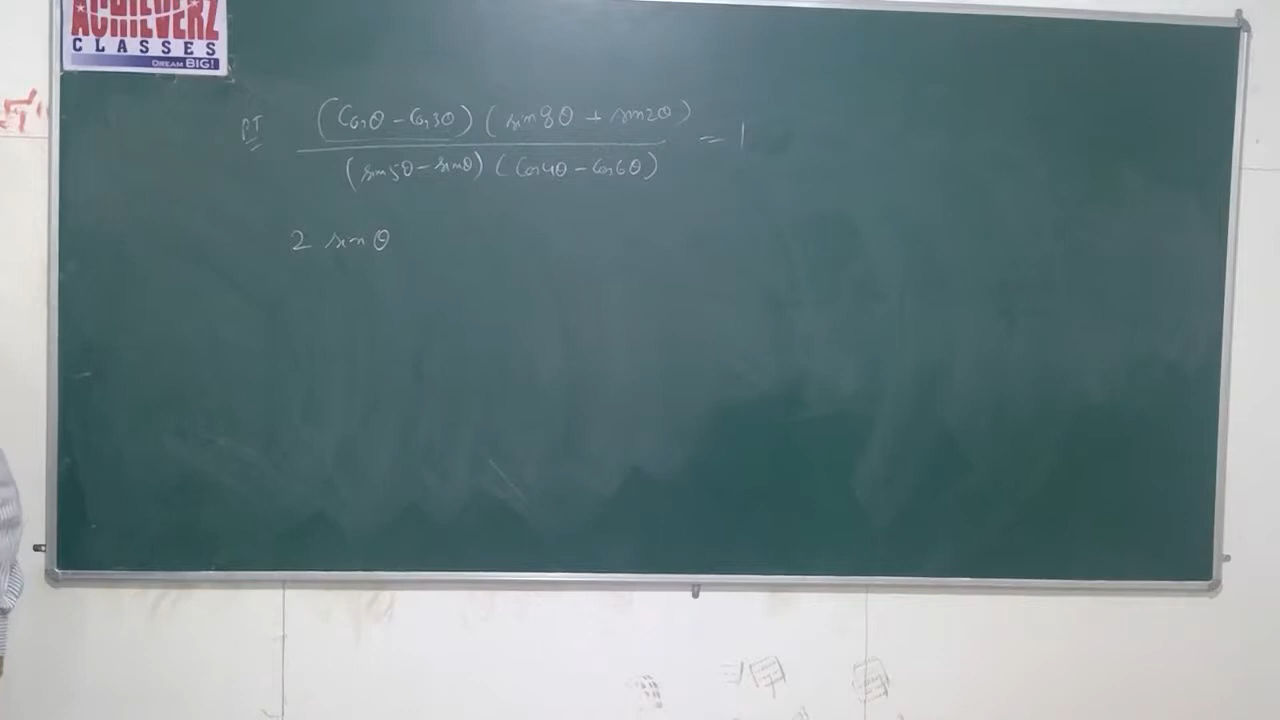 ACHIEVERZ
CLASSES
DREAM BIG!
PT (Cosθ - Cos3θ) (sin8θ + sin2θ) / (sin5θ - sinθ) (Cos4θ - Cos6θ) = 1
2 sinθ